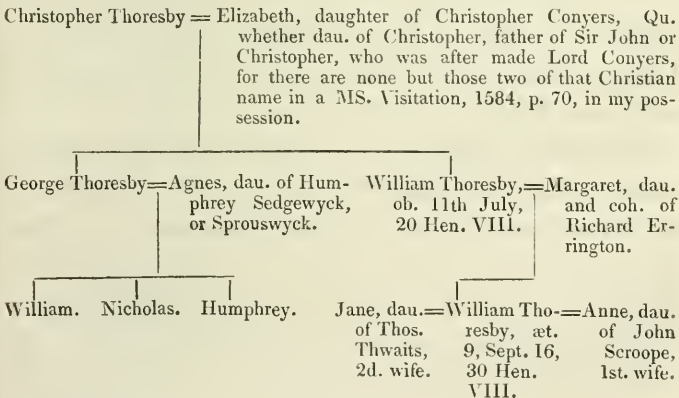 Christopher Thoresby = Elizabeth, daughter of Christopher Conyers, Qu.
whether dau. of Christopher, father of Sir John or
Christopher, who was after made Lord Conyers,
for there are none but those two of that Christian
name in a MS. Visitation, 1584, p. 70, in my pos-
session.
George Thoresby=Agnes, dau. of Hum-
phrey Sedgewyck,
or Sprouswyck.
William Thoresby,=Margaret, dau.
ob. 11th July, and coh. of
20 Hen. VIII. Richard Er-
rington.
William. Nicholas. Humphrey.
Jane, dau.=William Tho-=Anne, dau.
of Thos. resby, æt. of John
Thwaits, 9, Sept. 16, Scroope,
2d. wife. 30 Hen. 1st. wife.
VIII.